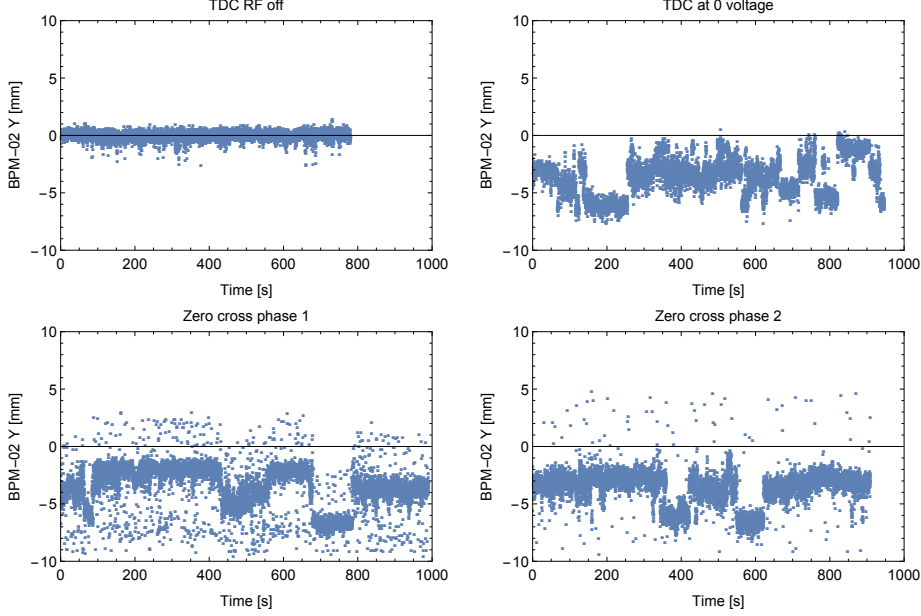 TDC RF off
10
5
0
−5
−10
BPM−02 Y [mm]
0 200 400 600 800 1000
Time [s]
TDC at 0 voltage
10
5
0
−5
−10
BPM−02 Y [mm]
0 200 400 600 800 1000
Time [s]
Zero cross phase 1
10
5
0
−5
−10
BPM−02 Y [mm]
0 200 400 600 800 1000
Time [s]
Zero cross phase 2
10
5
0
−5
−10
BPM−02 Y [mm]
0 200 400 600 800 1000
Time [s]